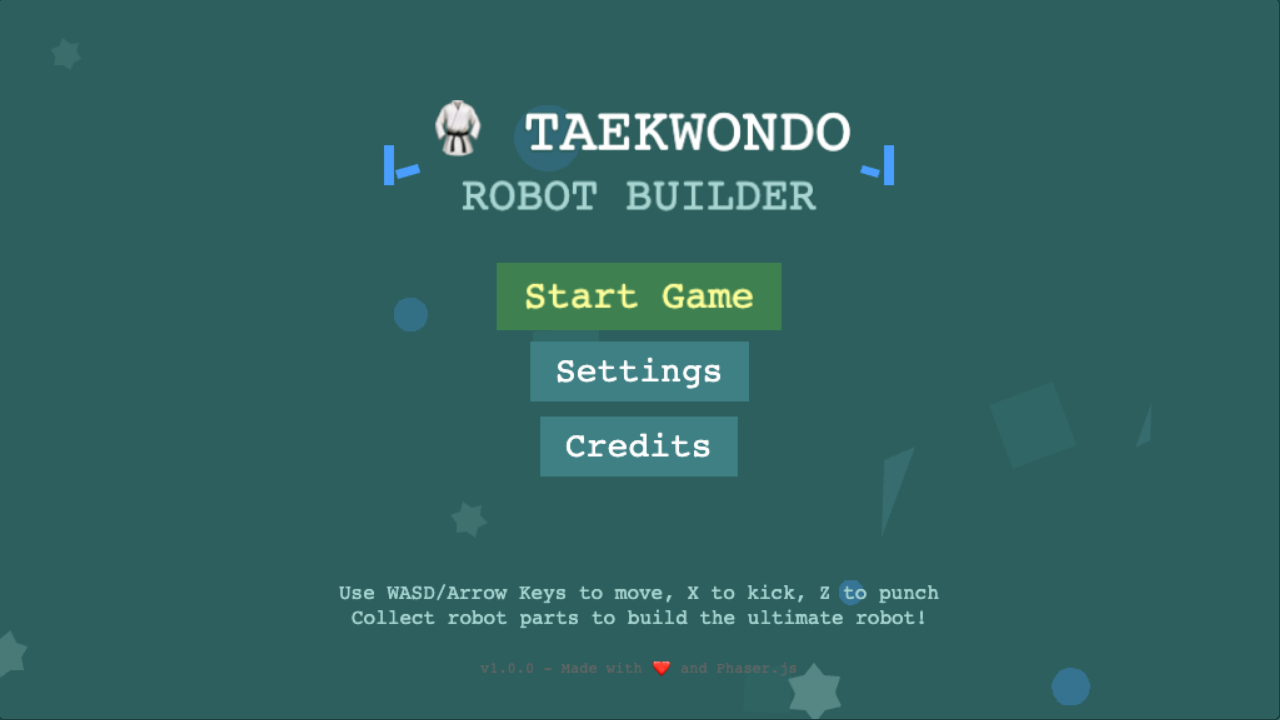 TAEKWONDO
ROBOT BUILDER
Start Game
Settings
Credits
Use WASD/Arrow Keys to move, X to kick, Z to punch
Collect robot parts to build the ultimate robot!
v1.0.0 - Made with ❤️ and Phaser.js